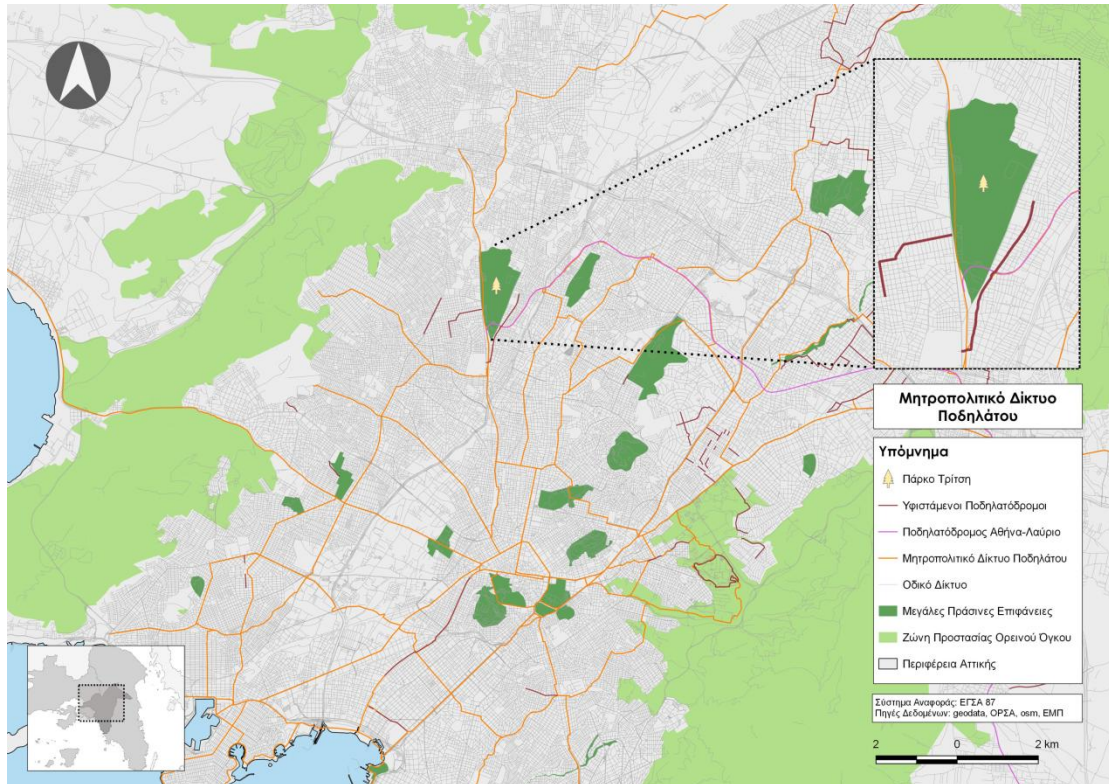 Μητροπολιτικό Δίκτυο
Ποδηλάτου
Υπόμνημα
Πάρκο Τρίτση
Υφιστάμενοι Ποδηλατόδρομοι
Ποδηλατόδρομος Αθήνα-Λαύριο
Μητροπολιτικό Δίκτυο Ποδηλάτου
Οδικό Δίκτυο
Μεγάλες Πράσινες Επιφάνειες
Ζώνη Προστασίας Ορεινού Όγκου
Περιφέρεια Αττικής
Σύστημα Αναφοράς: ΕΓΣΑ 87
Πηγές Δεδομένων: geodata, ΟΡΣΑ, osm, ΕΜΠ
2 0 2 km